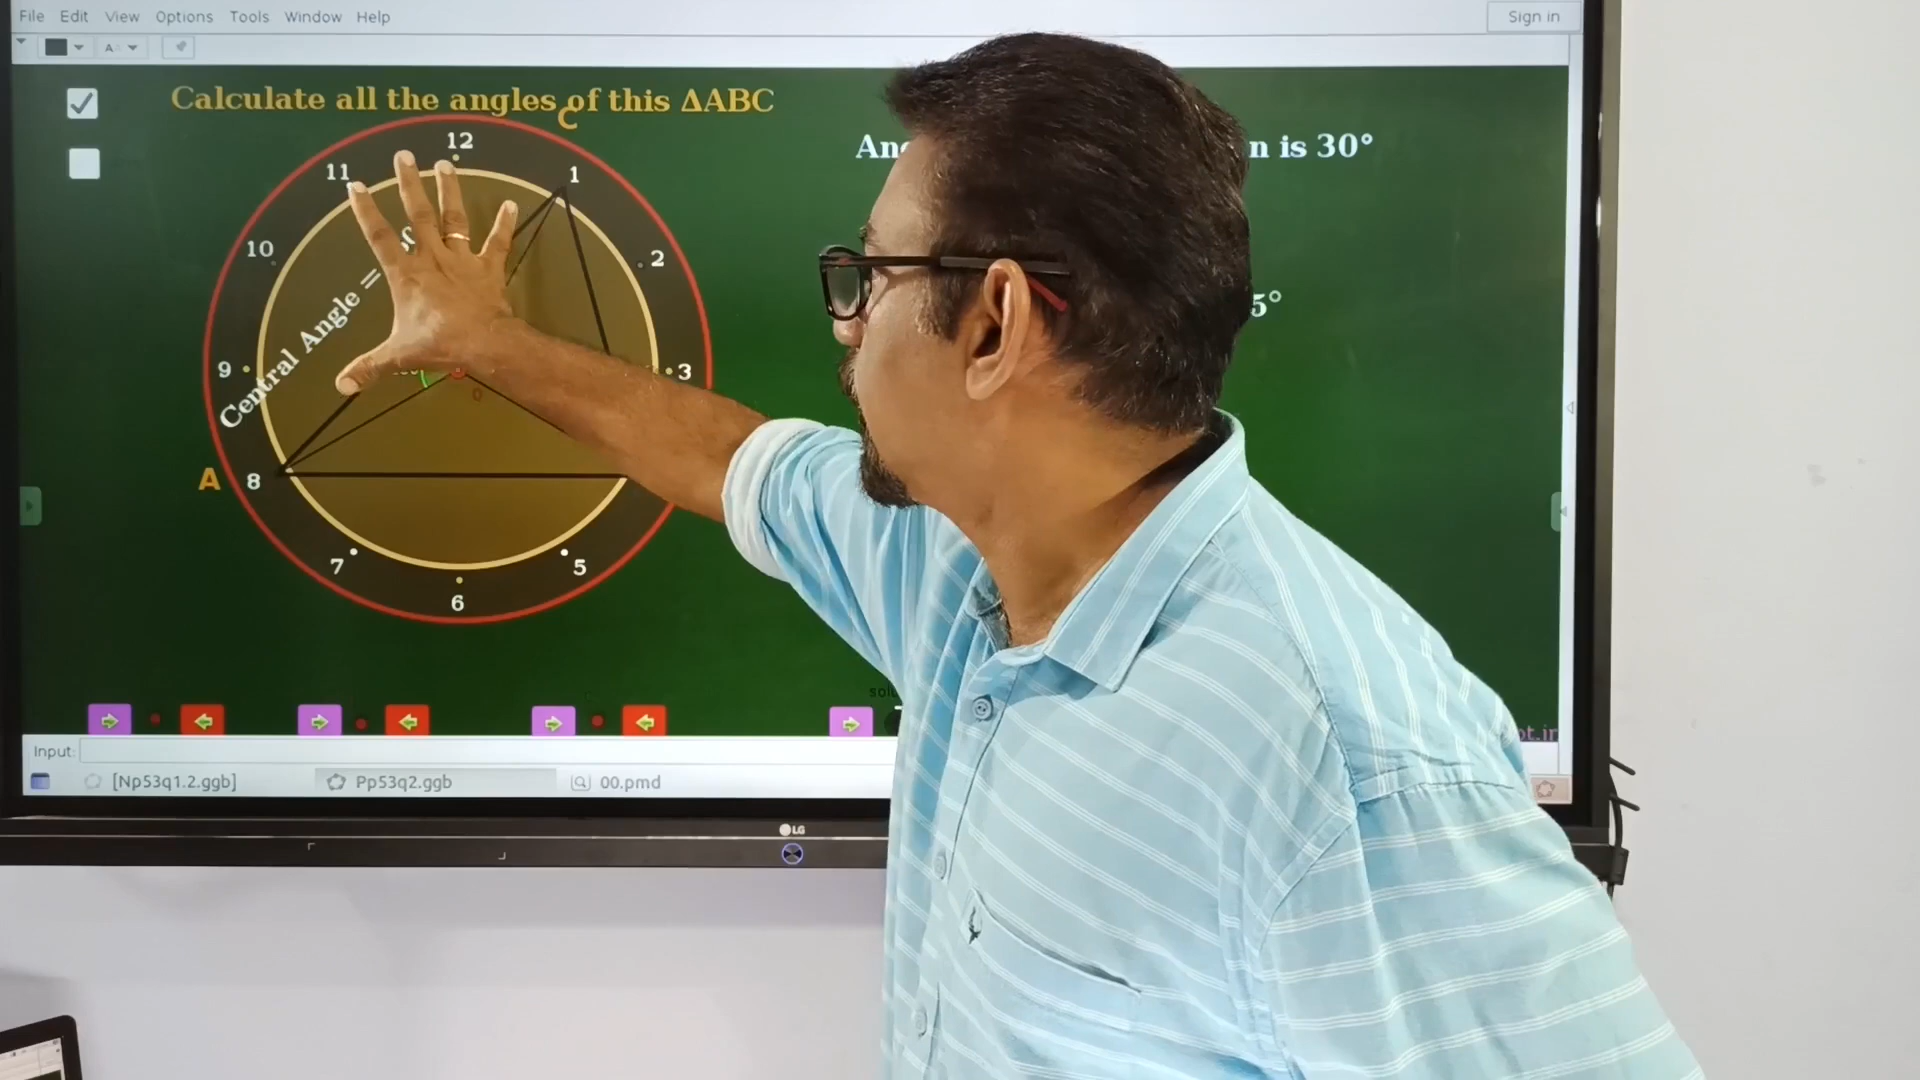 File Edit View Options Tools Window Help
Sign in
A
Calculate all the angles of this ΔABC
C
12
11
1
10
2
9
3
A
8
7
5
6
Central Angle =
0
is 30°
5°
Input:
[Np53q1.2.ggb]
Pp53q2.ggb
00.pmd
LG